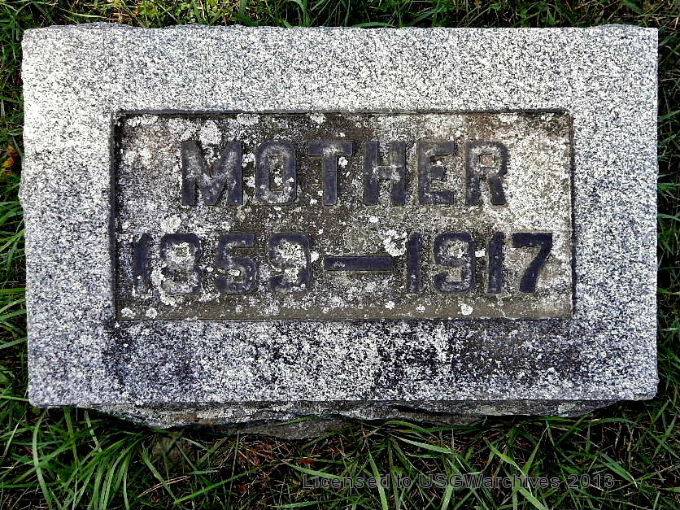 MOTHER
1859—1917
Licensed to USGWarchives 2013